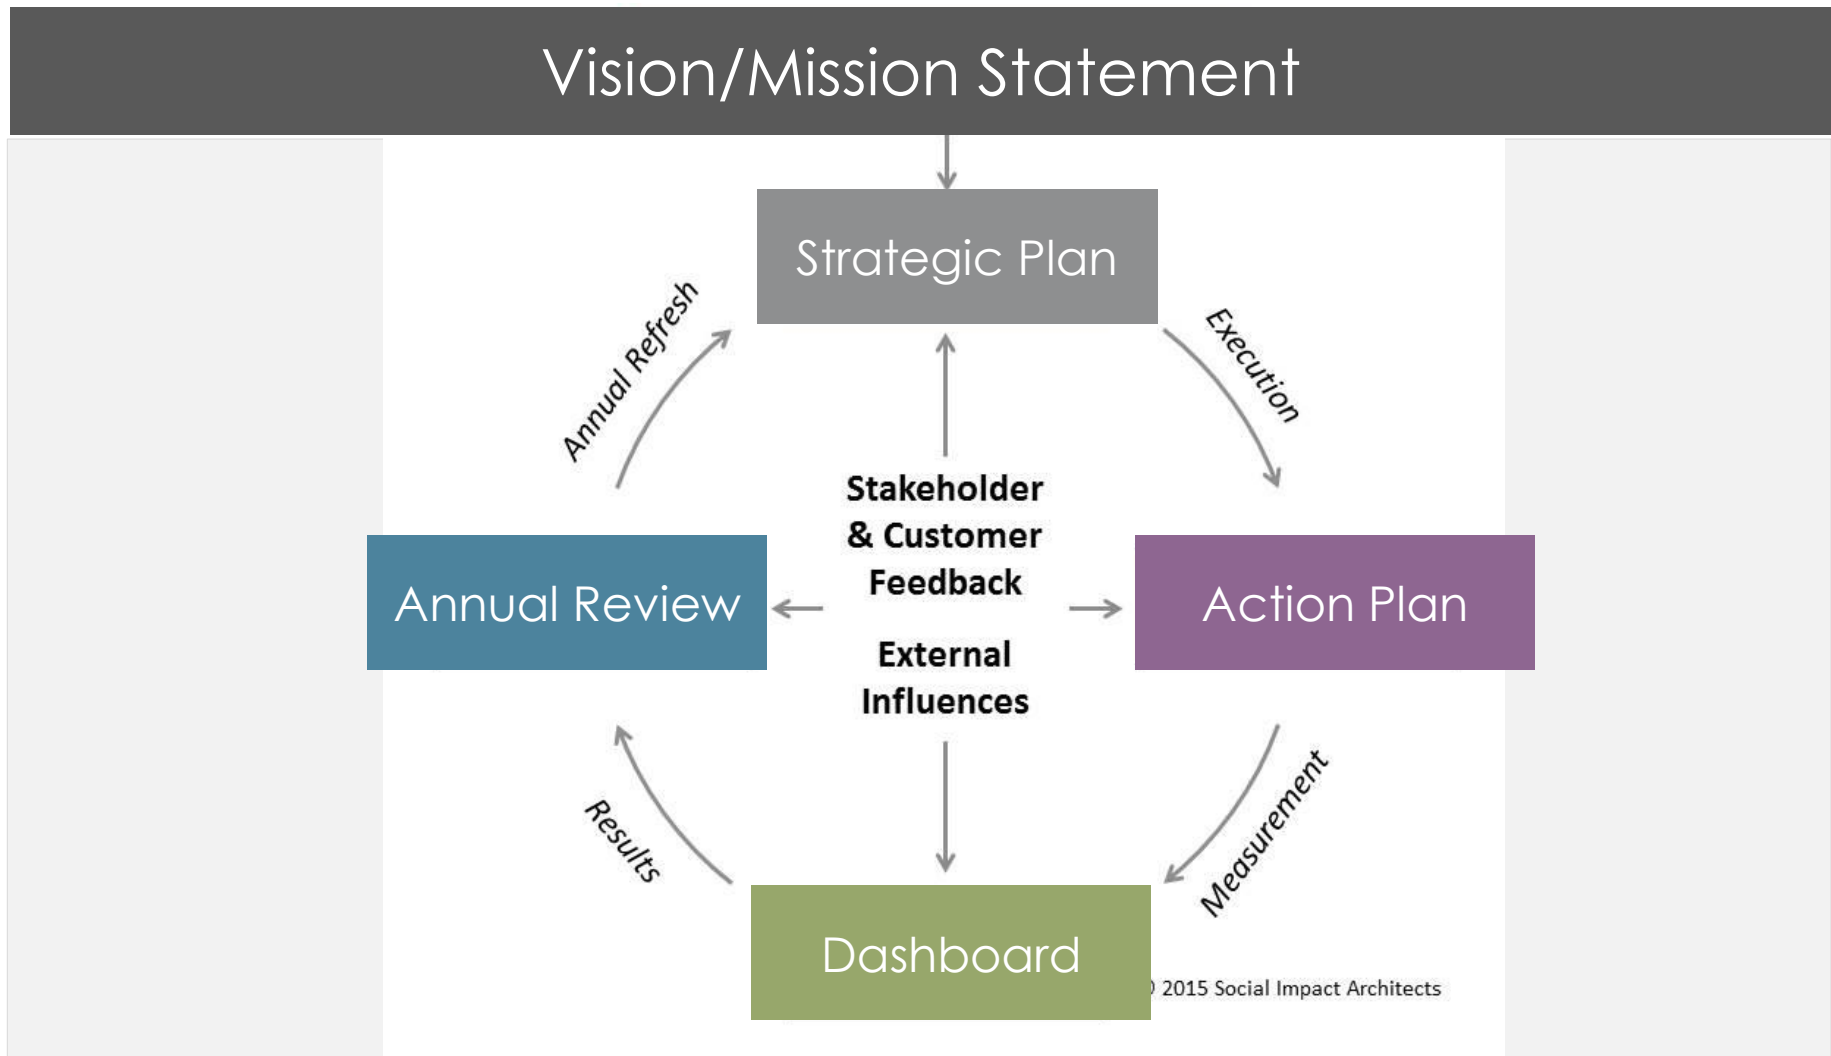 Vision/Mission Statement
Strategic Plan
Annual Refresh
Execution
Stakeholder
& Customer
Feedback
Annual Review
Action Plan
External
Influences
Results
Measurement
Dashboard
© 2015 Social Impact Architects